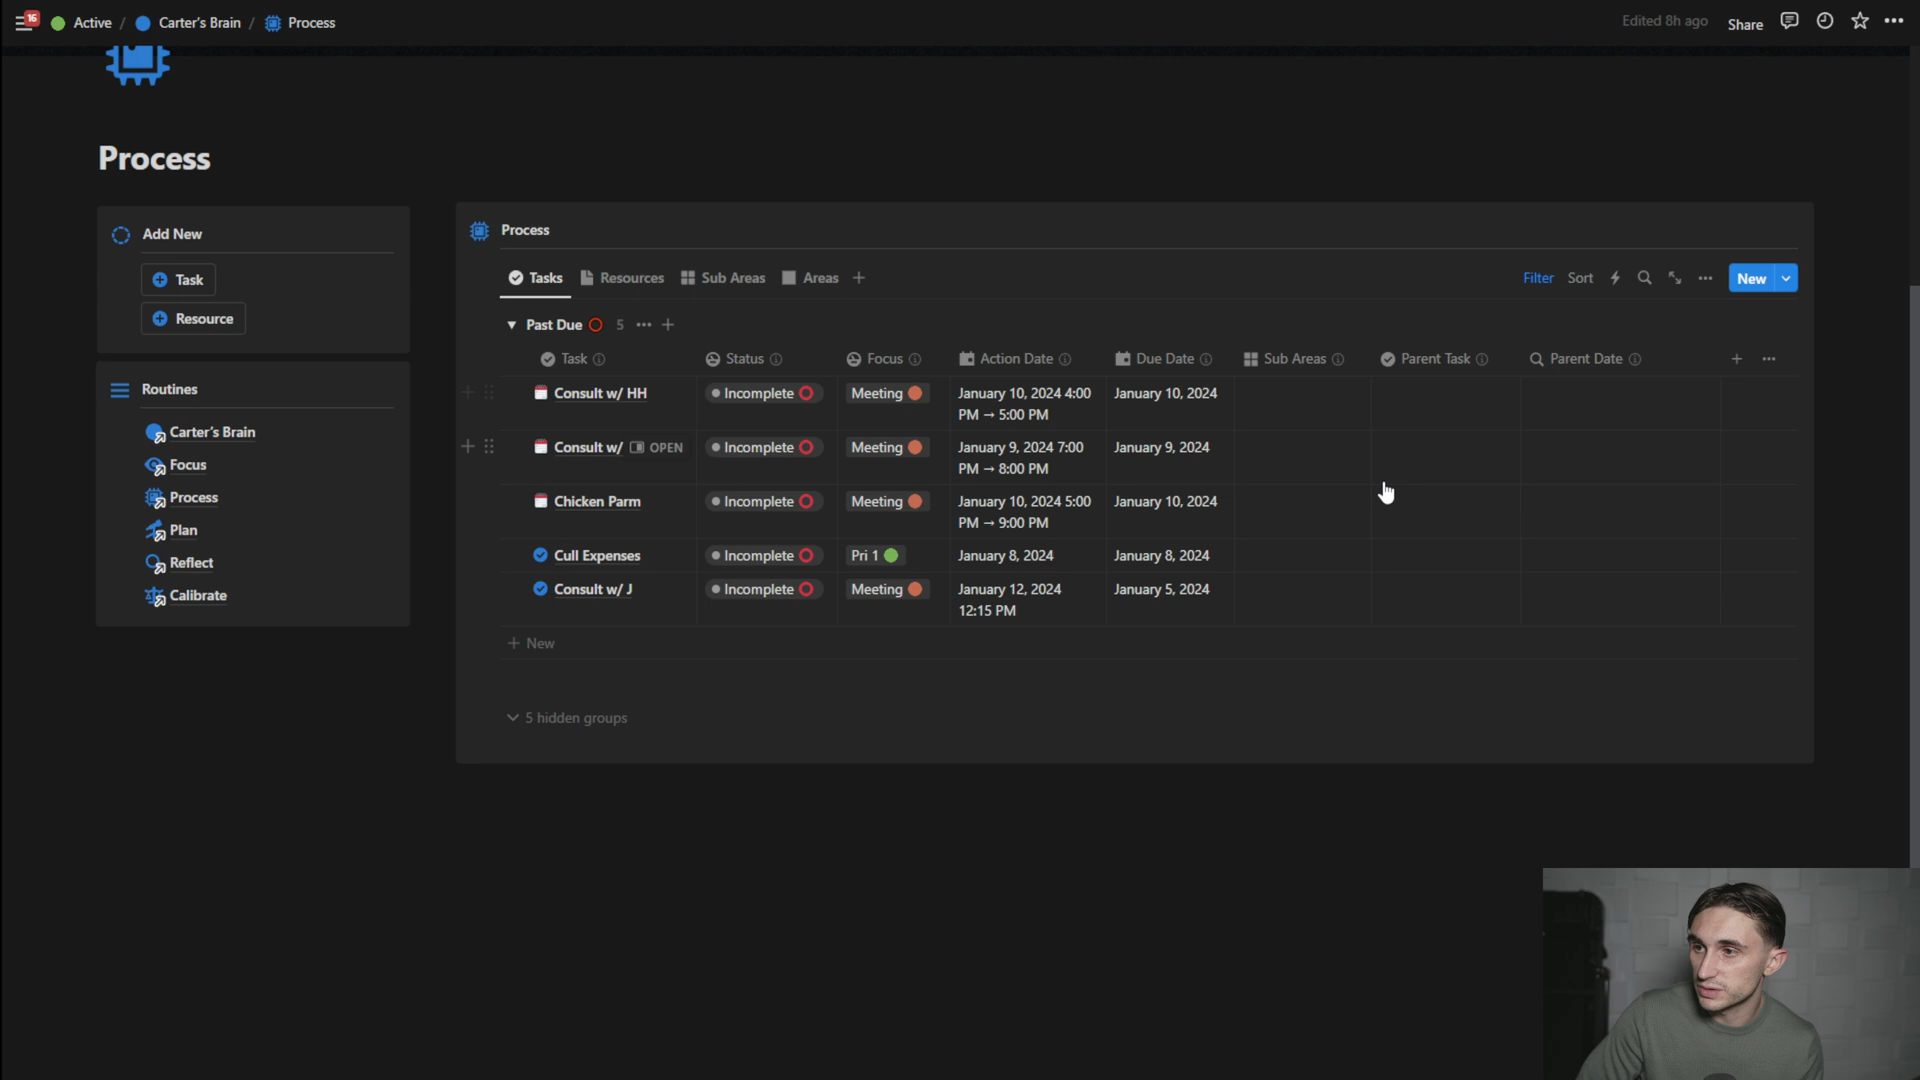 16 Active / Carter's Brain / Process Edited 8h ago Share
Process
Add New
Task
Resource
Routines
Carter's Brain
Focus
Process
Plan
Reflect
Calibrate
Process
Tasks Resources Sub Areas Areas Filter Sort New
Past Due 5
Task Status Focus Action Date Due Date Sub Areas Parent Task Parent Date
Consult w/ HH Incomplete Meeting January 10, 2024 4:00 January 10, 2024
PM → 5:00 PM
Consult w/ OPEN Incomplete Meeting January 9, 2024 7:00 January 9, 2024
PM → 8:00 PM
Chicken Parm Incomplete Meeting January 10, 2024 5:00 January 10, 2024
PM → 9:00 PM
Cull Expenses Incomplete Pri 1 January 8, 2024 January 8, 2024
Consult w/ J Incomplete Meeting January 12, 2024 January 5, 2024
12:15 PM
New
5 hidden groups